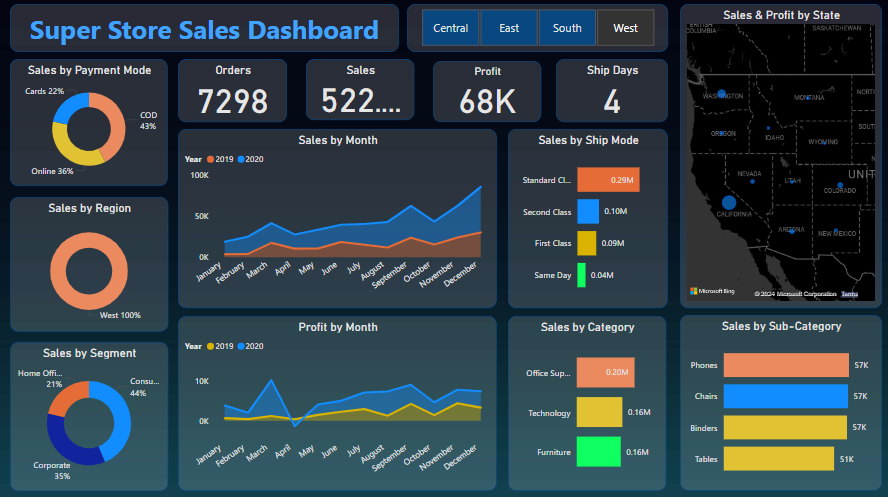 Super Store Sales Dashboard
Central
East
South
West
Sales by Payment Mode
Cards 22%
COD
43%
Online 36%
Orders
7298
Sales
522....
Profit
68K
Ship Days
4
Sales & Profit by State
SASKATCHEWAN
BRITISH
COLUMBIA
WASHINGTON
MONTANA
NORTH
OREGON
IDAHO
SOUT
WYOMING
NEVADA
UTAH
UNIT
COLORADO
CALIFORNIA
ARIZONA
NEW MEXICO
Microsoft Bing
© 2024 Microsoft Corporation Terms
Sales by Month
Year 2019 2020
100K
50K
0K
January
February
March
April
May
June
July
August
September
October
November
December
Sales by Ship Mode
Standard Cl...
0.29M
Second Class
0.10M
First Class
0.09M
Same Day
0.04M
Sales by Region
West 100%
Sales by Segment
Home Offi...
21%
Consu...
44%
Corporate
35%
Profit by Month
Year 2019 2020
10K
0K
January
February
March
April
May
June
July
August
September
October
November
December
Sales by Category
Office Sup...
0.20M
Technology
0.16M
Furniture
0.16M
Sales by Sub-Category
Phones
57K
Chairs
57K
Binders
57K
Tables
51K